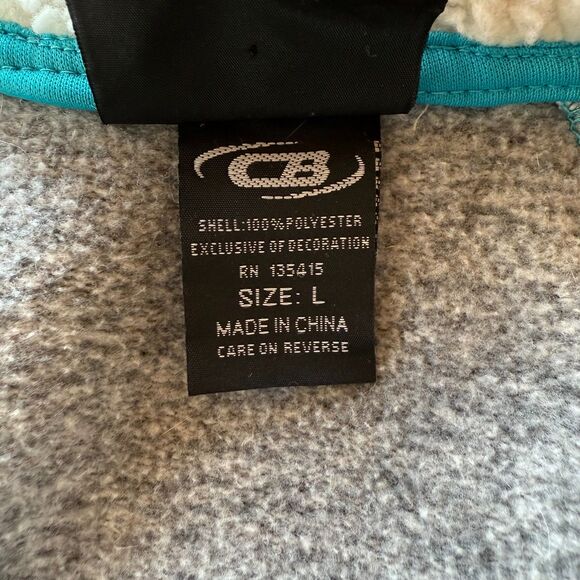 CB
SHELL:100%POLYESTER
EXCLUSIVE OF DECORATION
RN 135415
SIZE: L
MADE IN CHINA
CARE ON REVERSE